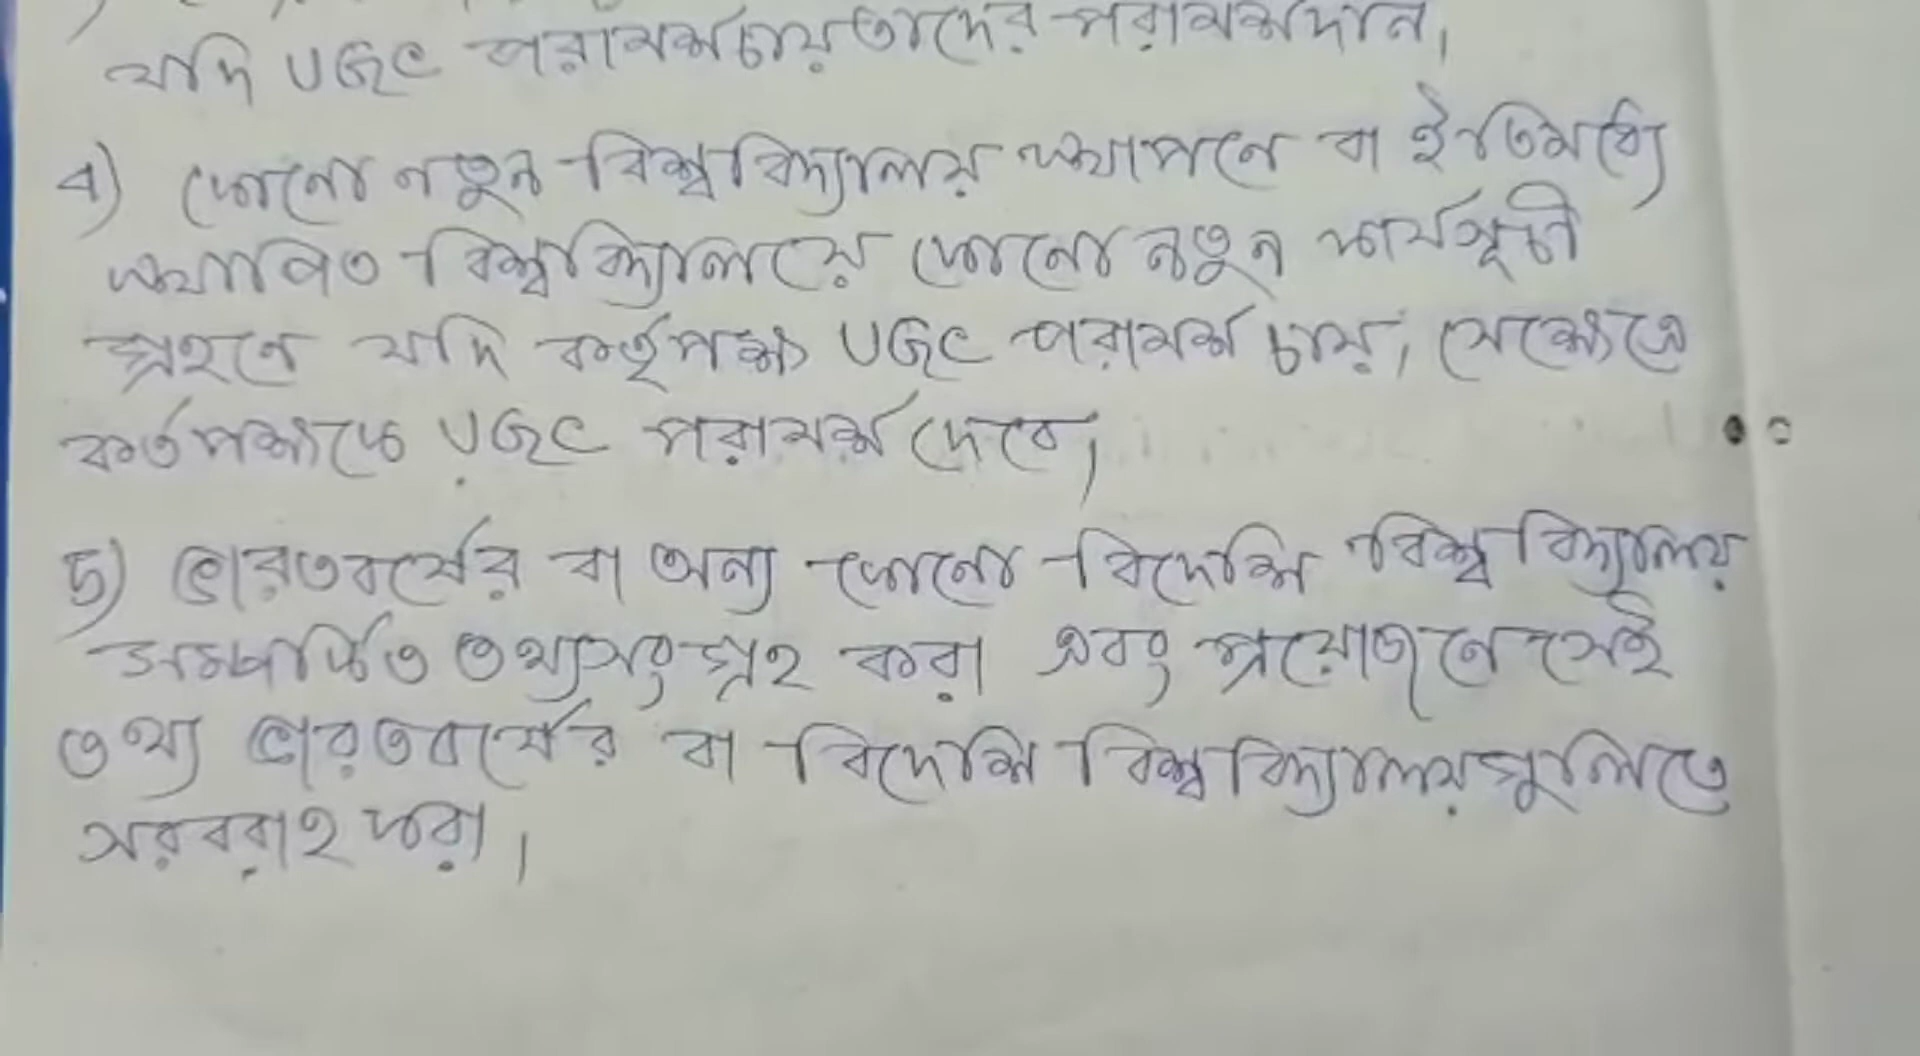 যদি UGC পরামর্শ চায় তাদের পরামর্শদান।
4) কোনো নতুন বিশ্ববিদ্যালয় স্থাপনে বা ইতিমধ্যে
স্থাপিত বিশ্ববিদ্যালয়ে কোনো নতুন কার্যসূচী
গ্রহনে যদি কর্তৃপক্ষ UGC পরামর্শ চায়, সেক্ষেত্রে
কর্তপক্ষকে UGC পরামর্শ দেবে।
5) ভারতবর্ষের বা অন্য কোনো বিদেশি বিশ্ববিদ্যালয়
সম্পর্কিত তথ্যসংগ্রহ করা এবং প্রয়োজনে সেই
তথ্য ভারতবর্ষের বা বিদেশি বিশ্ববিদ্যালয়গুলিতে
সরবরাহ করা।